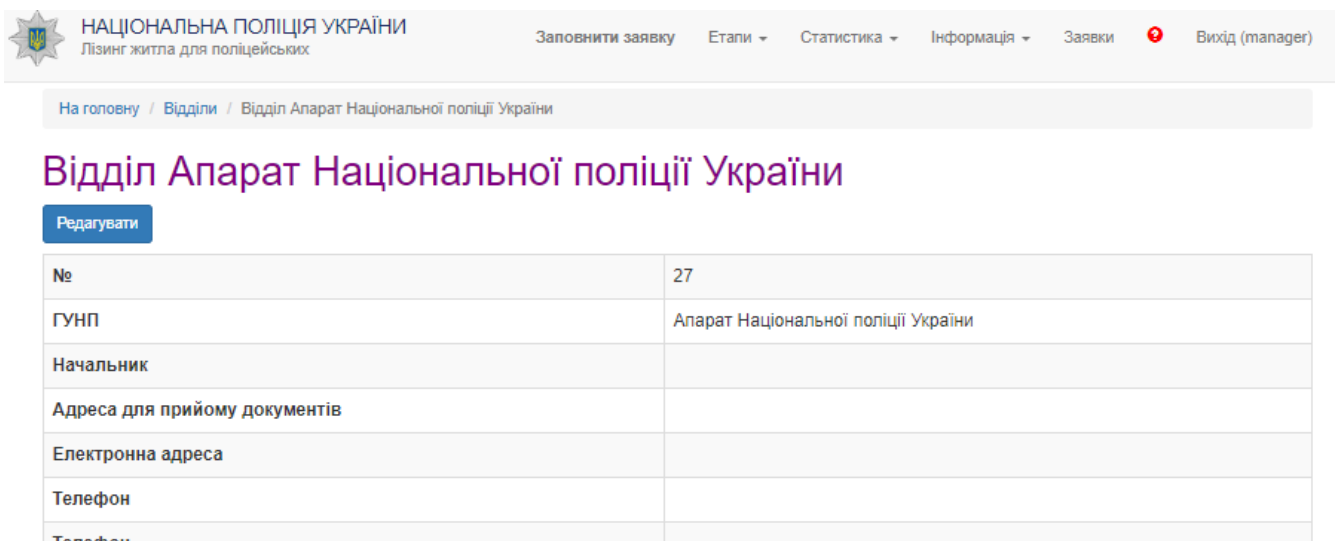 НАЦІОНАЛЬНА ПОЛІЦІЯ УКРАЇНИ
Лізинг житла для поліцейських
Заповнити заявку Етапи Статистика Інформація Заявки ? Вихід (manager)
На головну / Відділи / Відділ Апарат Національної поліції України
Відділ Апарат Національної поліції України
Редагувати
№ 27
ГУНП Апарат Національної поліції України
Начальник
Адреса для прийому документів
Електронна адреса
Телефон
Телефон